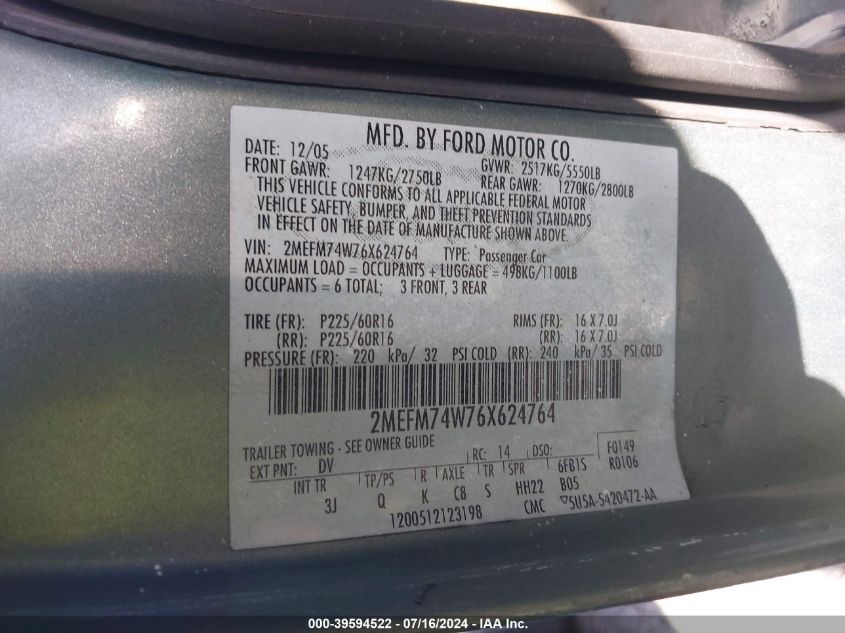 MFD. BY FORD MOTOR CO.
DATE: 12/05 GVWR: 2517KG/5550LB
FRONT GAWR: 1247KG/2750LB REAR GAWR: 1270KG/2800LB
THIS VEHICLE CONFORMS TO ALL APPLICABLE FEDERAL MOTOR
VEHICLE SAFETY, BUMPER, AND THEFT PREVENTION STANDARDS
IN EFFECT ON THE DATE OF MANUFACTURE SHOWN ABOVE.
VIN: 2MEFM74W76X624764 TYPE: Passenger Car
MAXIMUM LOAD = OCCUPANTS + LUGGAGE = 498KG/1100LB
OCCUPANTS = 6 TOTAL; 3 FRONT, 3 REAR
TIRE (FR): P225/60R16 RIMS (FR): 16 X 7.0J
(RR): P225/60R16 (RR): 16 X 7.0J
PRESSURE (FR): 220 kPa/ 32 PSI COLD (RR): 240 kPa/ 35 PSI COLD
2MEFM74W76X624764
TRAILER TOWING - SEE OWNER GUIDE
EXT PNT: DV RC: 14 DSO: F0149
INT TR TP/PS R AXLE TR SPR 6FB1S R0106
3J Q K C8 S HH22 B05
1200512123198 CMC ▽5U5A-5420472-AA
000-39594522 / 07/16/2024 - IAA Inc.